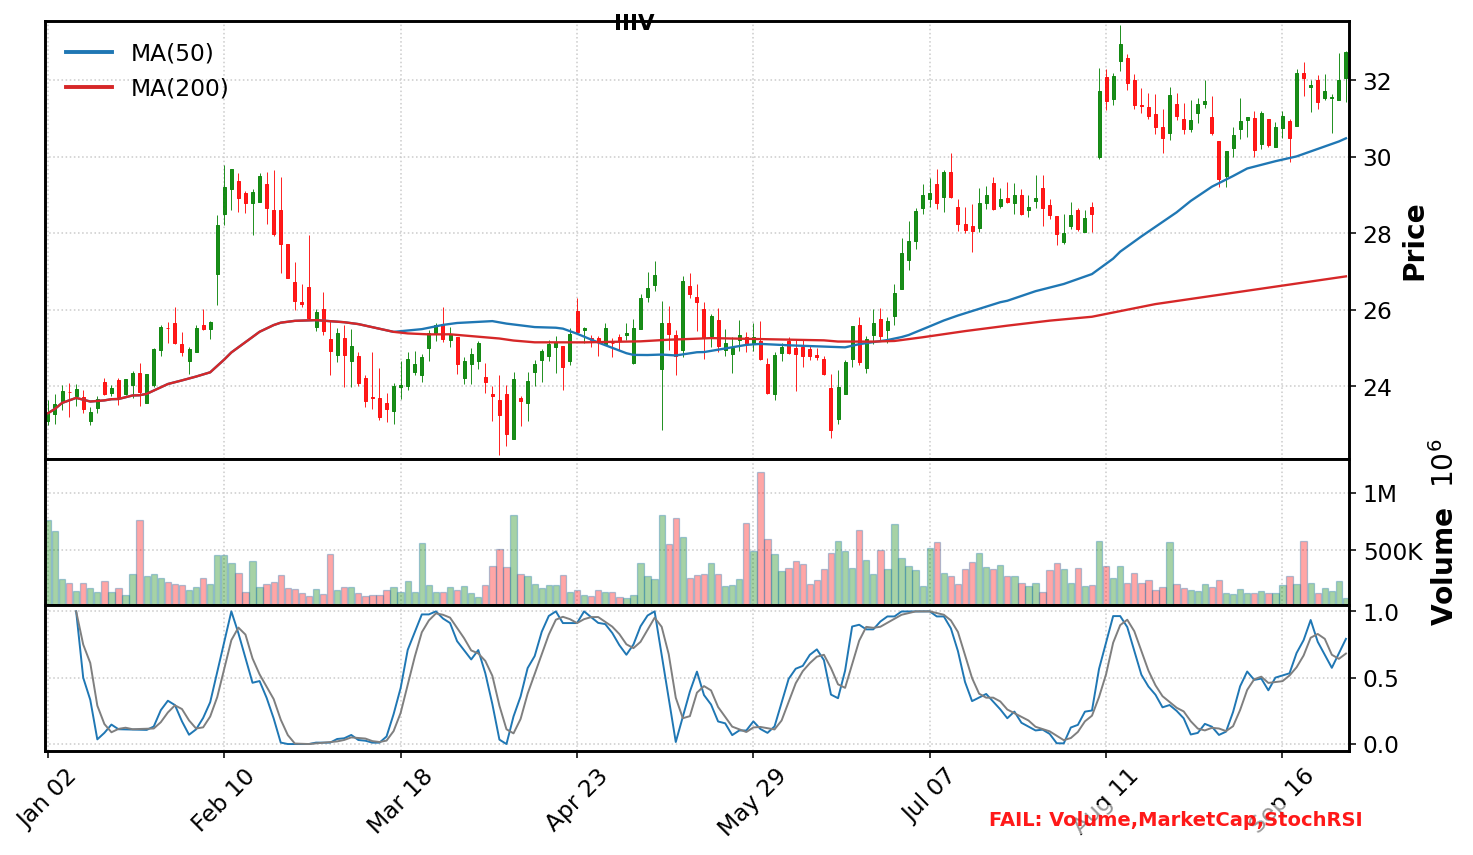 IIIV
MA(50)
MA(200)
32
30
28
26
24
Price
1M
500K
Volume 10⁶
1.0
0.5
0.0
Jan 02
Feb 10
Mar 18
Apr 23
May 29
Jul 07
Aug 11
Sep 16
FAIL: Volume,MarketCap,StochRSI